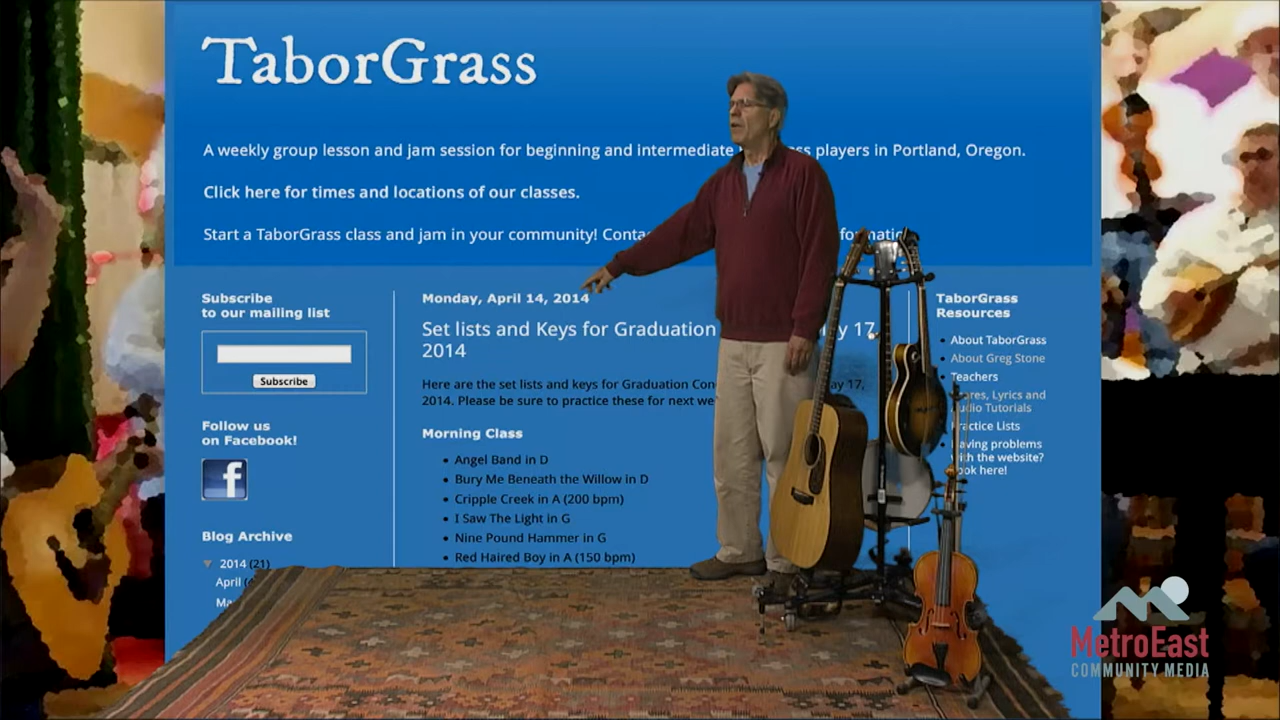 TaborGrass
A weekly group lesson and jam session for beginning and intermediate players in Portland, Oregon.
Click here for times and locations of our classes.
Start a TaborGrass class and jam in your community!
Subscribe
to our mailing list
Subscribe
Follow us
on Facebook!
f
Blog Archive
2014 (21)
April
Monday, April 14, 2014
Set lists and Keys for Graduation 17,
2014
Here are the set lists and keys for Graduation 17,
2014. Please be sure to practice these for next
Morning Class
Angel Band in D
Bury Me Beneath the Willow in D
Cripple Creek in A (200 bpm)
I Saw The Light in G
Nine Pound Hammer in G
Red Haired Boy in A (150 bpm)
TaborGrass
Resources
About TaborGrass
About Greg Stone
Teachers
Lyrics and
Tutorials
Practice Lists
problems
the website?
here!
MetroEast
COMMUNITY MEDIA